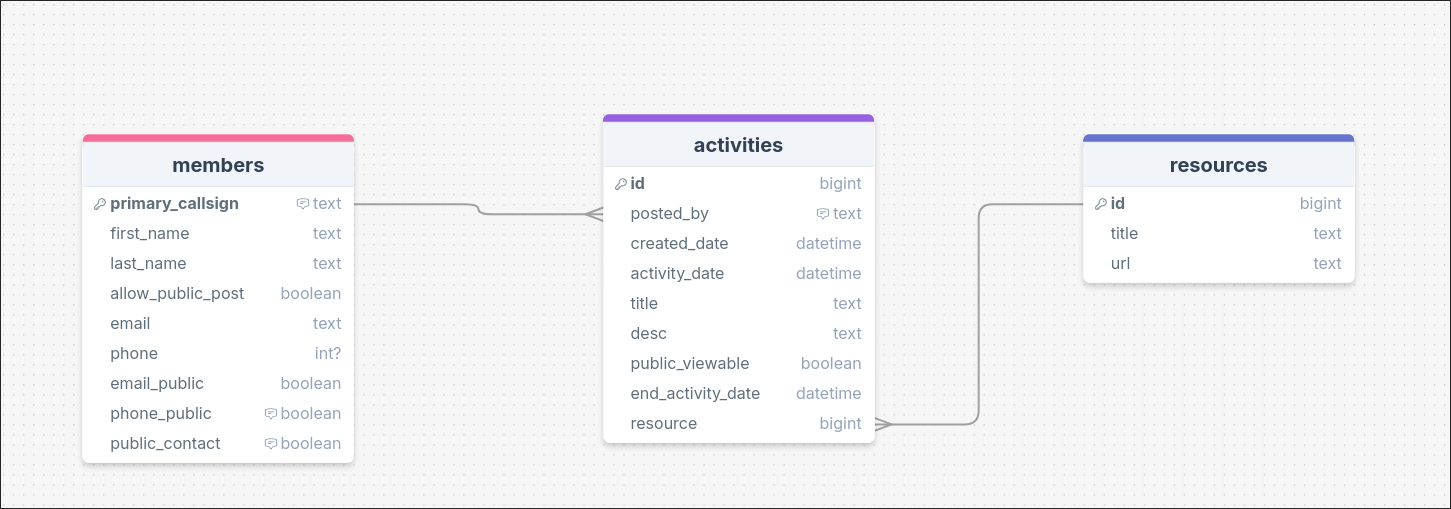 members
primary_callsign text
first_name text
last_name text
allow_public_post boolean
email text
phone int?
email_public boolean
phone_public boolean
public_contact boolean
activities
id bigint
posted_by text
created_date datetime
activity_date datetime
title text
desc text
public_viewable boolean
end_activity_date datetime
resource bigint
resources
id bigint
title text
url text